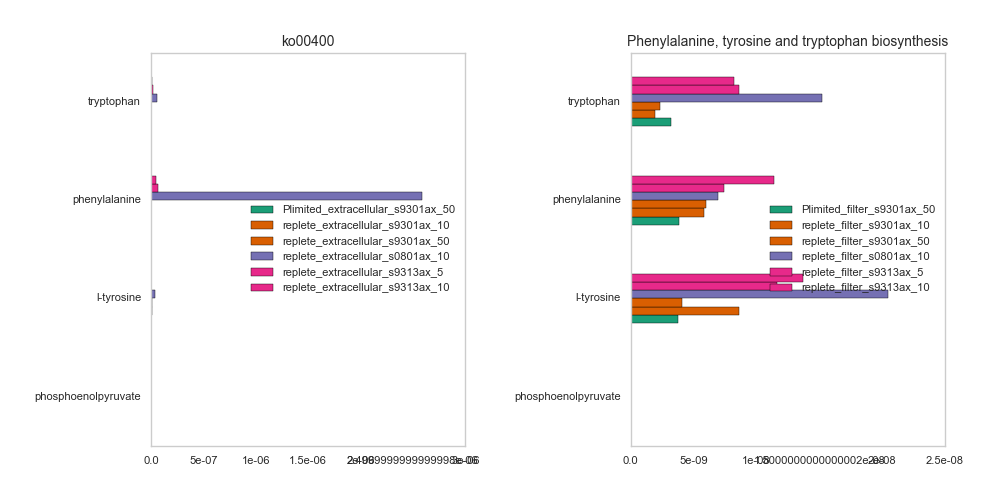 ko00400
tryptophan
phenylalanine
l-tyrosine
phosphoenolpyruvate
Plimited_extracellular_s9301ax_50
replete_extracellular_s9301ax_10
replete_extracellular_s9301ax_50
replete_extracellular_s0801ax_10
replete_extracellular_s9313ax_5
replete_extracellular_s9313ax_10
0.0 5e-07 1e-06 1.5e-06
Phenylalanine, tyrosine and tryptophan biosynthesis
tryptophan
phenylalanine
l-tyrosine
phosphoenolpyruvate
Plimited_filter_s9301ax_50
replete_filter_s9301ax_10
replete_filter_s9301ax_50
replete_filter_s0801ax_10
replete_filter_s9313ax_5
replete_filter_s9313ax_10
0.0 5e-09 2.5e-08